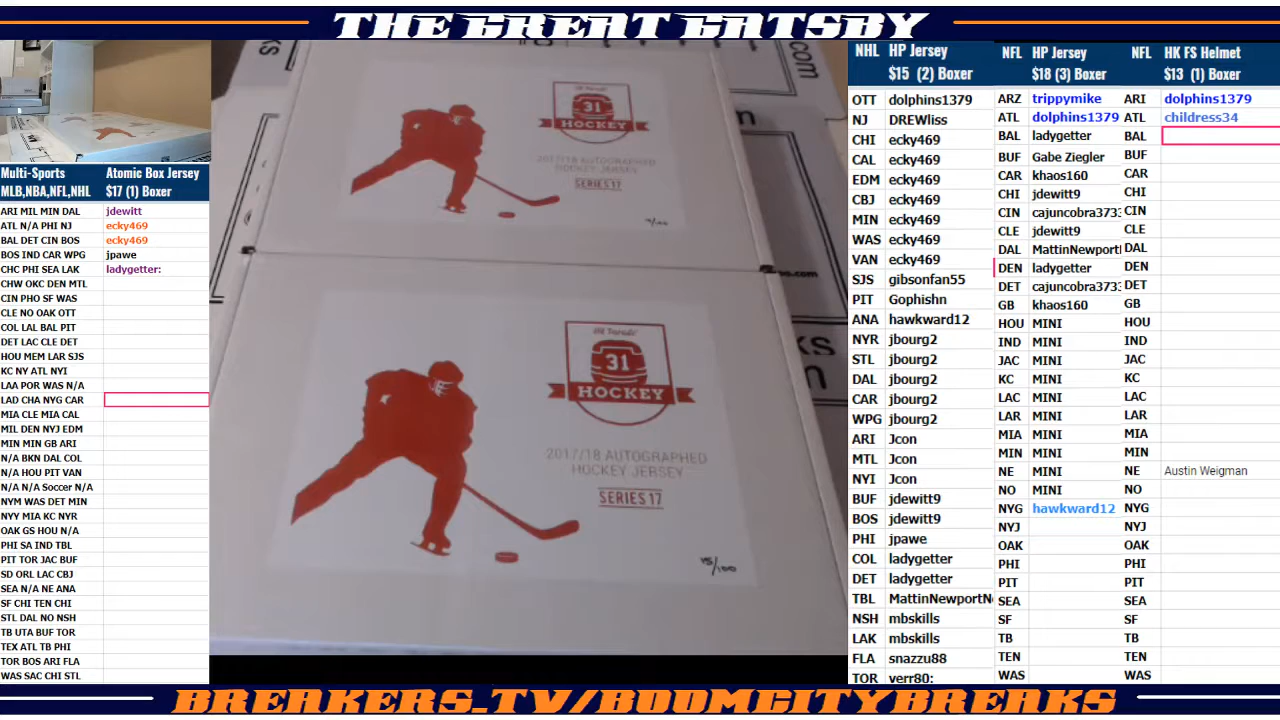 THE GREAT GATSBY
Multi-Sports Atomic Box Jersey
MLB,NBA,NFL,NHL $17 (1) Boxer
ARI MIL MIN DAL jdewitt
ATL N/A PHI NJ ecky469
BAL DET CIN BOS ecky469
BOS IND CAR WPG jpawe
CHC PHI SEA LAK ladygetter:
CHW OKC DEN MTL
CIN PHO SF WAS
CLE NO OAK OTT
COL LAL BAL PIT
DET LAC CLE DET
HOU MEM LAR SJS
KC NY ATL NYI
LAA POR WAS N/A
LAD CHA NYG CAR
MIA CLE MIA CAL
MIL DEN NYJ EDM
MIN MIN GB ARI
N/A BKN DAL COL
N/A HOU PIT VAN
N/A N/A Soccer N/A
NYM WAS DET MIN
NYY MIA KC NYR
OAK GS HOU N/A
PHI SA IND TBL
PIT TOR JAC BUF
SD ORL LAC CBJ
SEA N/A NE ANA
SF CHI TEN CHI
STL DAL NO NSH
TB UTA BUF TOR
TEX ATL TB PHI
TOR BOS ARI FLA
WAS SAC CHI STL
31
HOCKEY
2017/18 AUTOGRAPHED
HOCKEY JERSEY
SERIES 17
31
HOCKEY
2017/18 AUTOGRAPHED
HOCKEY JERSEY
SERIES 17
15/100
NHL HP Jersey
$15 (2) Boxer
OTT dolphins1379
NJ DREWliss
CHI ecky469
CAL ecky469
EDM ecky469
CBJ ecky469
MIN ecky469
WAS ecky469
VAN ecky469
SJS gibsonfan55
PIT Gophishn
ANA hawkward12
NYR jbourg2
STL jbourg2
DAL jbourg2
CAR jbourg2
WPG jbourg2
ARI Jcon
MTL Jcon
NYI Jcon
BUF jdewitt9
BOS jdewitt9
PHI jpawe
COL ladygetter
DET ladygetter
TBL MattinNewportN
NSH mbskills
LAK mbskills
FLA snazzu88
TOR verr80:
NFL HP Jersey
$18 (3) Boxer
ARZ trippymike
ATL dolphins1379
BAL ladygetter
BUF Gabe Ziegler
CAR khaos160
CHI jdewitt9
CIN cajuncobra373
CLE jdewitt9
DAL MattinNewport
DEN ladygetter
DET cajuncobra373
GB khaos160
HOU MINI
IND MINI
JAC MINI
KC MINI
LAC MINI
LAR MINI
MIA MINI
MIN MINI
NE MINI
NO MINI
NYG hawkward12
NYJ
OAK
PHI
PIT
SEA
SF
TB
TEN
WAS
NFL HK FS Helmet
$13 (1) Boxer
ARI dolphins1379
ATL childress34
BAL
BUF
CAR
CHI
CIN
CLE
DAL
DEN
DET
GB
HOU
IND
JAC
KC
LAC
LAR
MIA
MIN
NE Austin Weigman
NO
NYG
NYJ
OAK
PHI
PIT
SEA
SF
TB
TEN
WAS
BREAKERS.TV/BOOMCITYBREAKS